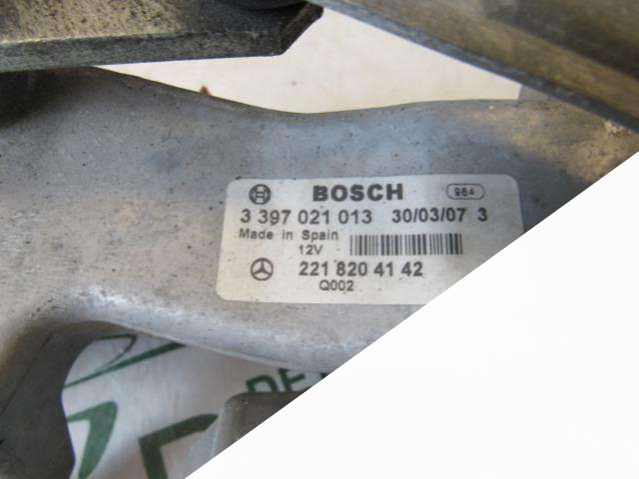 BOSCH 984
3 397 021 013 30/03/07 3
Made in Spain
12V
221 820 41 42
Q002
DE